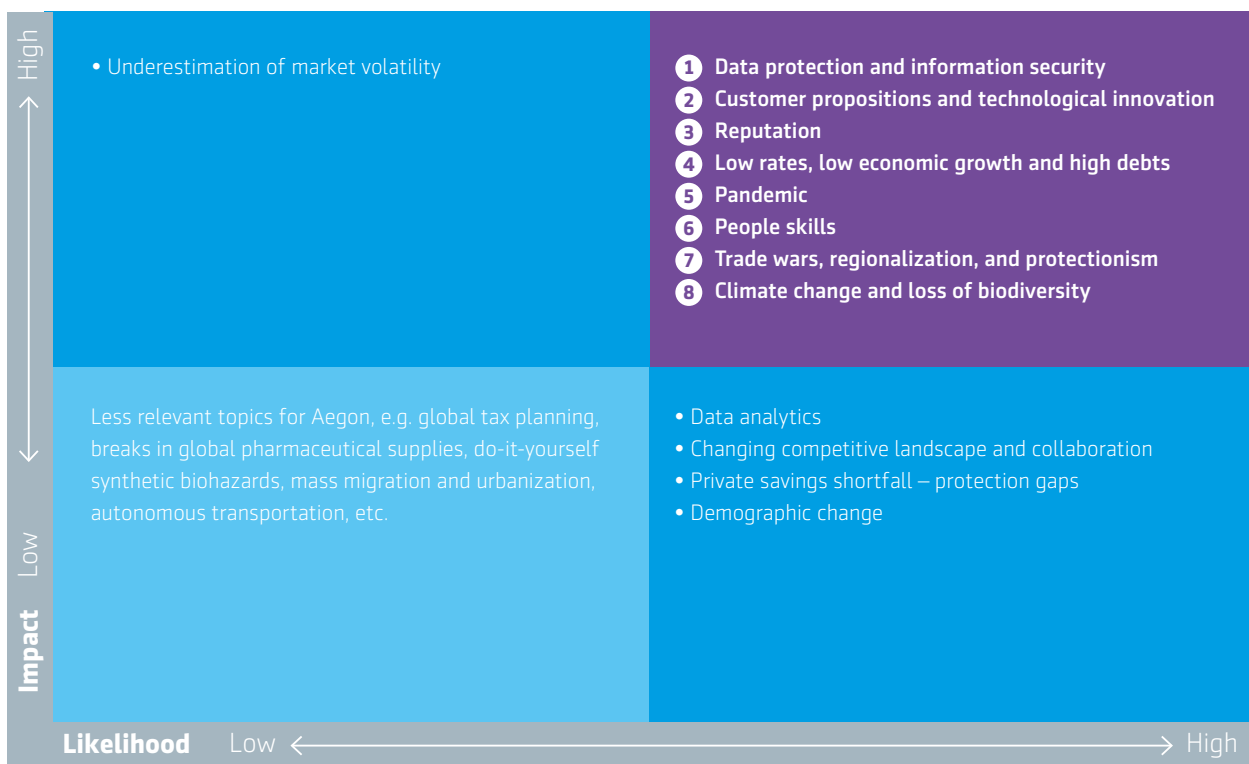 High
• Underestimation of market volatility
1 Data protection and information security
2 Customer propositions and technological innovation
3 Reputation
4 Low rates, low economic growth and high debts
5 Pandemic
6 People skills
7 Trade wars, regionalization, and protectionism
8 Climate change and loss of biodiversity
Less relevant topics for Aegon, e.g. global tax planning,
breaks in global pharmaceutical supplies, do-it-yourself
synthetic biohazards, mass migration and urbanization,
autonomous transportation, etc.
• Data analytics
• Changing competitive landscape and collaboration
• Private savings shortfall – protection gaps
• Demographic change
Low
Impact
Likelihood Low High